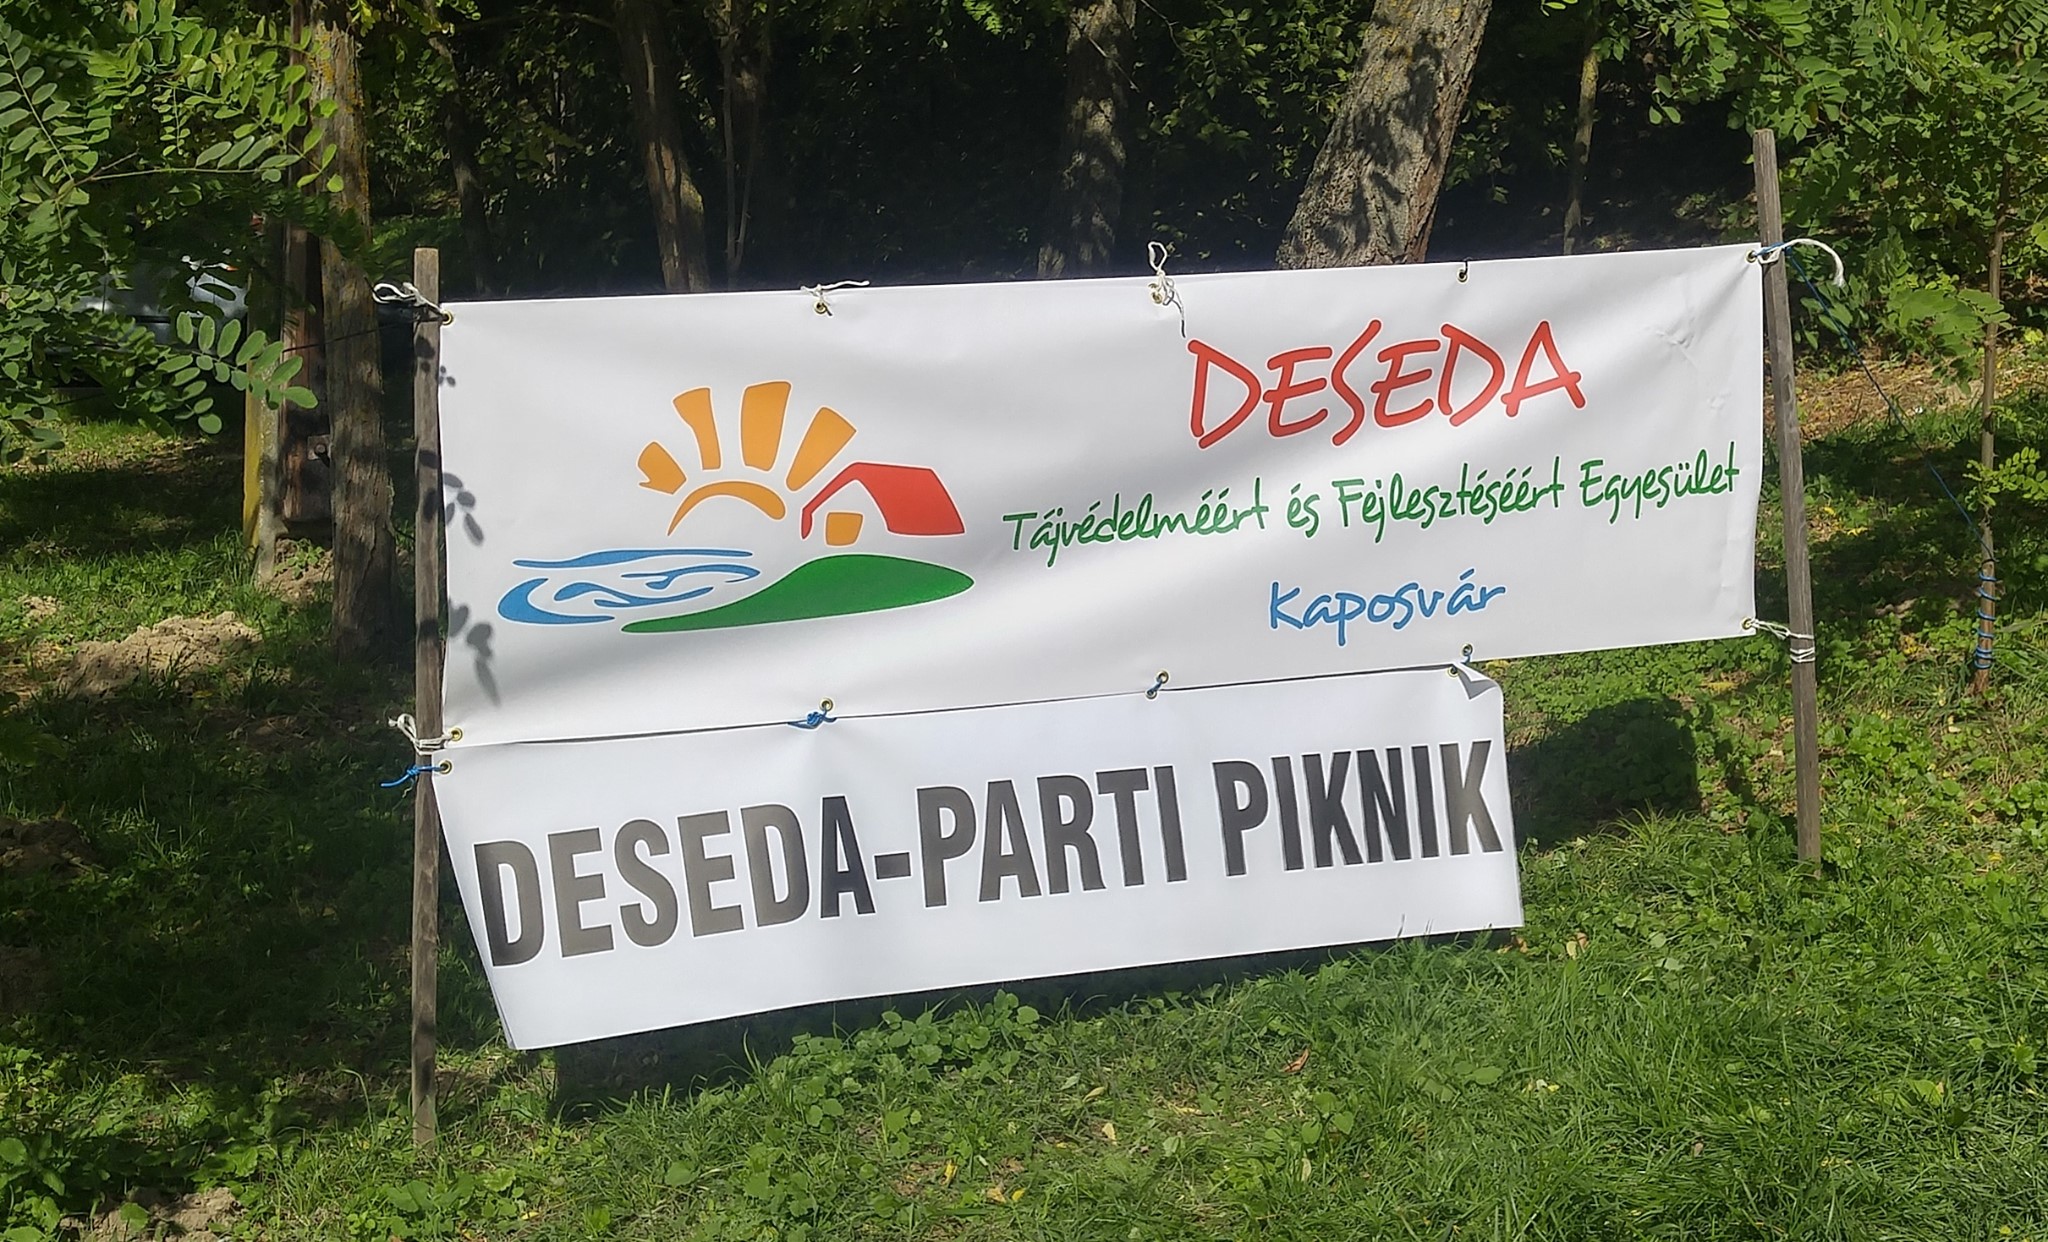 DESEDA
Tájvédelméért és Fejlesztéséért Egyesület
Kaposvár
DESEDA-PARTI PIKNIK